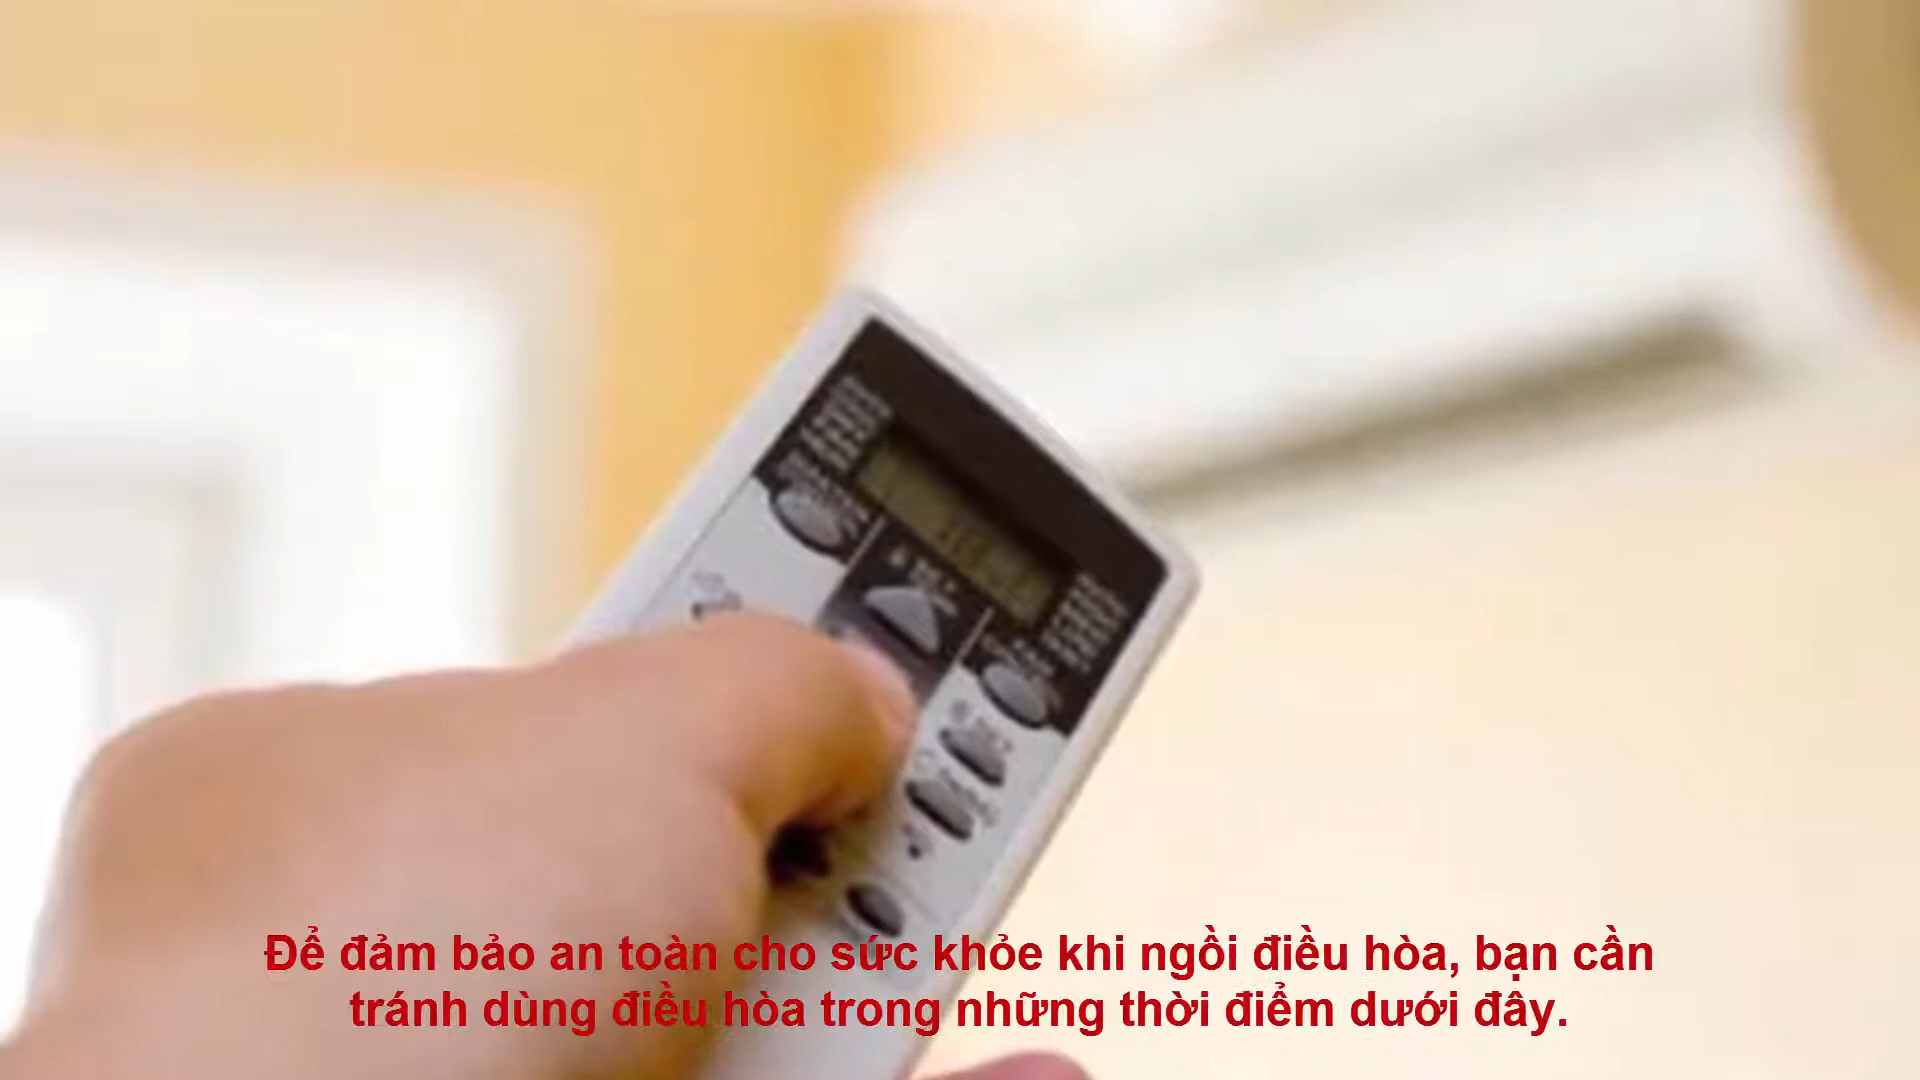 Để đảm bảo an toàn cho sức khỏe khi ngồi điều hòa, bạn cần
tránh dùng điều hòa trong những thời điểm dưới đây.